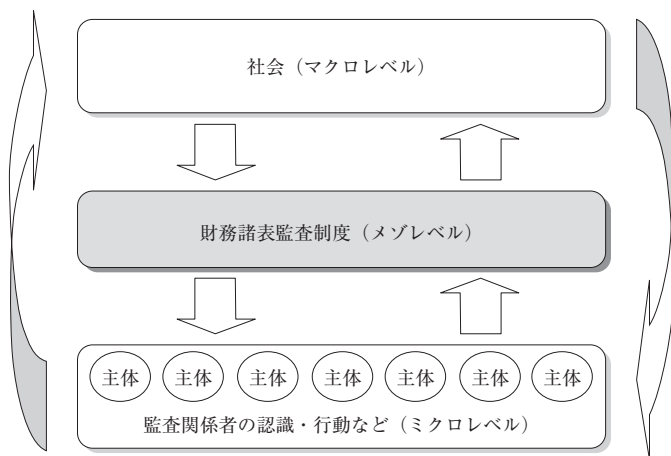 社会（マクロレベル）
財務諸表監査制度（メゾレベル）
主体 主体 主体 主体 主体 主体 主体
監査関係者の認識・行動など（ミクロレベル）